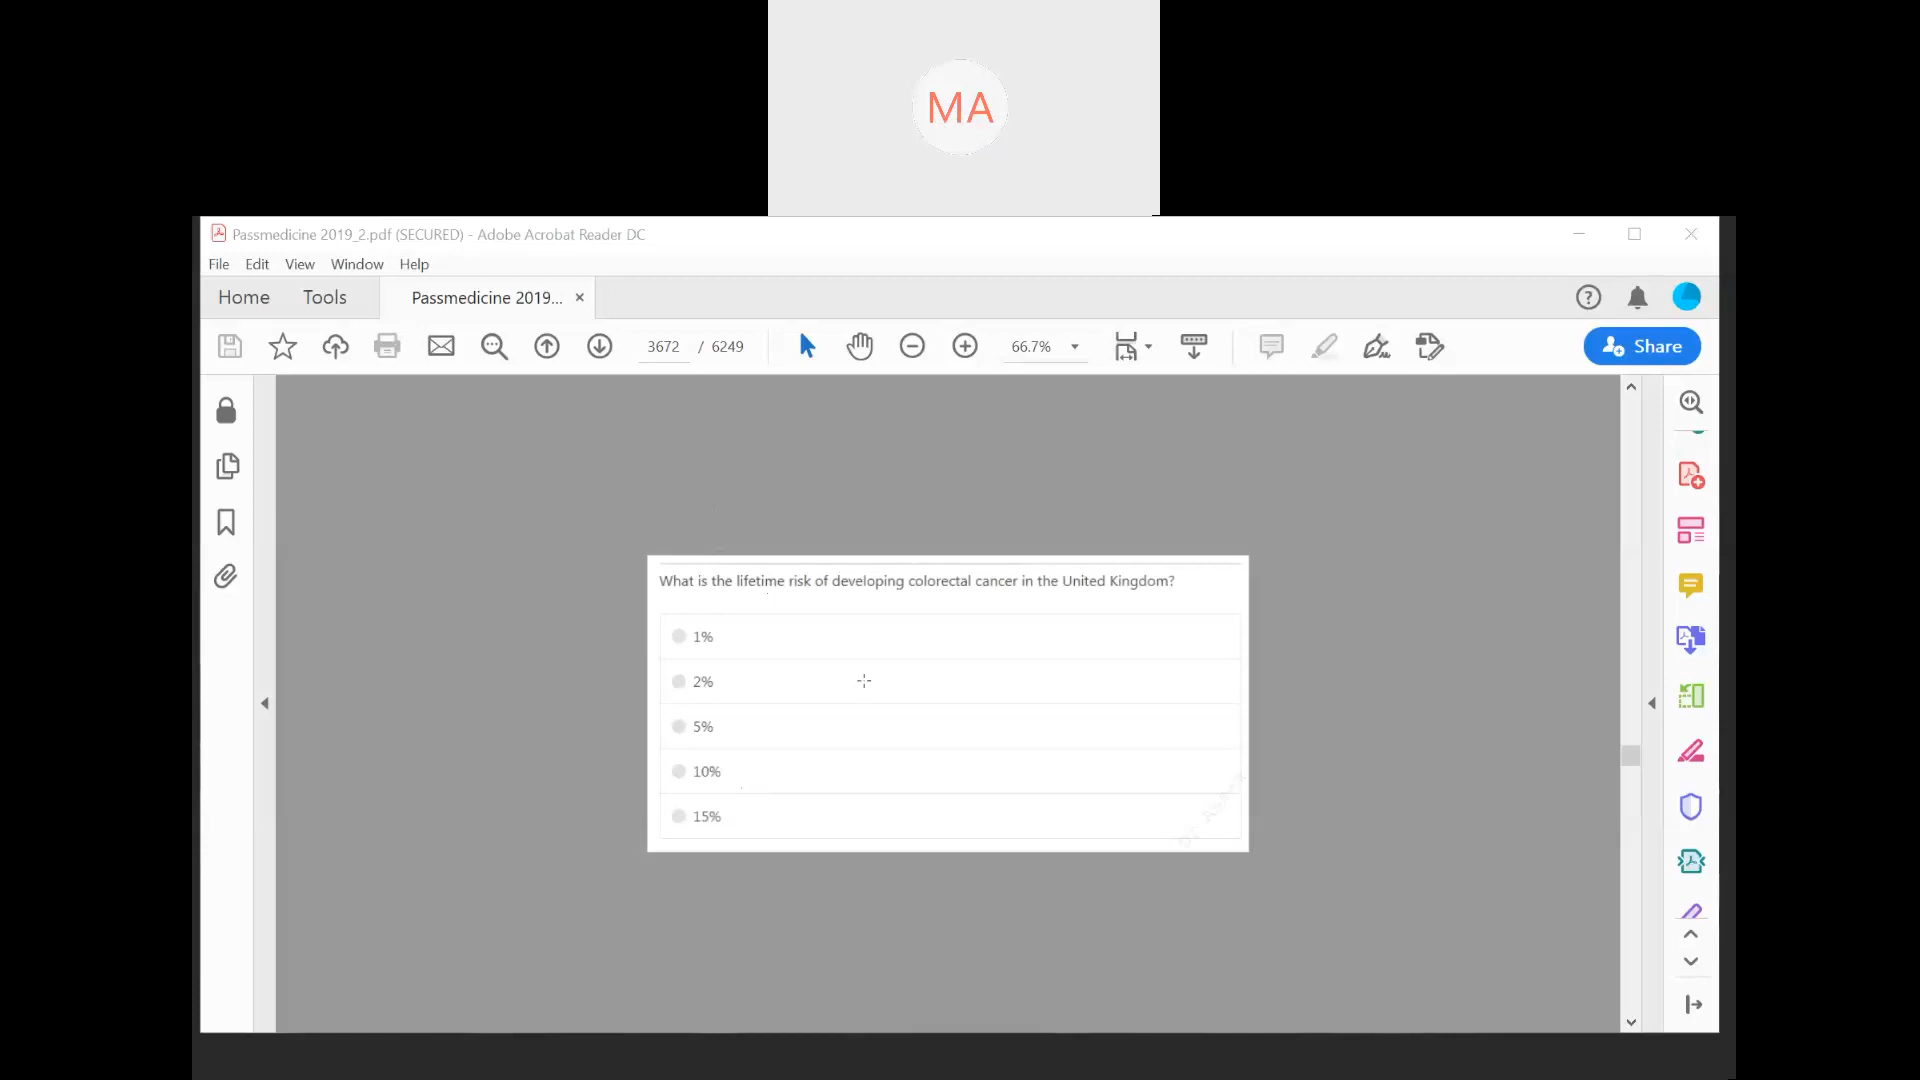 MA
Passmedicine 2019_2.pdf (SECURED) - Adobe Acrobat Reader DC
File Edit View Window Help
Home Tools Passmedicine 2019... ×
3672 / 6249 66.7% Share
What is the lifetime risk of developing colorectal cancer in the United Kingdom?
1%
2%
5%
10%
15%